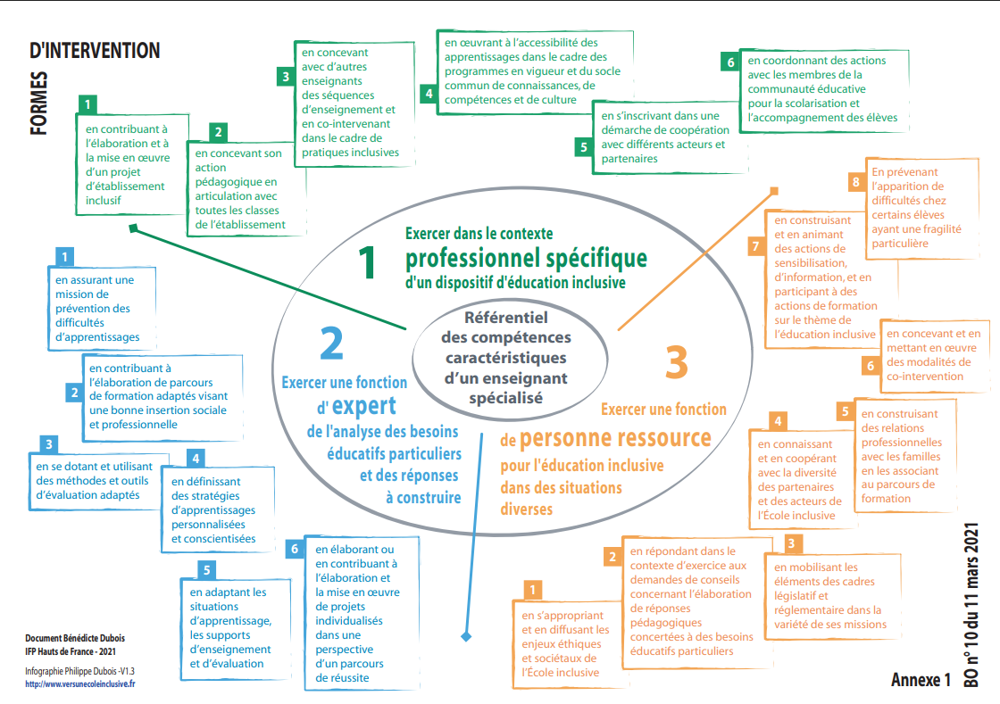 D'INTERVENTION
FORMES
1
en contribuant à
l'élaboration et à
la mise en œuvre
d'un projet
d'établissement
inclusif
2
en concevant son
action
pédagogique en
articulation avec
toutes les classes
de l'établissement
3
en concevant
avec d'autres
enseignants
des séquences
d'enseignement et
en co-intervenant
dans le cadre de
pratiques inclusives
4
en œuvrant à l'accessibilité des
apprentissages dans le cadre des
programmes en vigueur et du socle
commun de connaissances, de
compétences et de culture
5
en s'inscrivant dans une
démarche de coopération
avec différents acteurs et
partenaires
6
en coordonnant des actions
avec les membres de la
communauté éducative
pour la scolarisation et
l'accompagnement des élèves
1
Exercer dans le contexte
professionnel spécifique
d'un dispositif d'éducation inclusive
Référentiel
des compétences
caractéristiques
d'un enseignant
spécialisé
2
Exercer une fonction
d' expert
de l'analyse des besoins
éducatifs particuliers
et des réponses
à construire
3
Exercer une fonction
de personne ressource
pour l'éducation inclusive
dans des situations
diverses
1
en assurant une
mission de
prévention des
difficultés
d'apprentissages
2
en contribuant à
l'élaboration de parcours
de formation adaptés visant
une bonne insertion sociale
et professionnelle
3
en se dotant et utilisant
des méthodes et outils
d'évaluation adaptés
4
en définissant
des stratégies
d'apprentissages
personnalisées
et conscientisées
5
en adaptant les
situations
d'apprentissage,
les supports
d'enseignement
et d'évaluation
6
en élaborant ou
en contribuant à
l'élaboration et
la mise en œuvre
de projets
individualisés
dans une
perspective
d'un parcours
de réussite
1
en s'appropriant
et en diffusant les
enjeux éthiques
et sociétaux de
l'École inclusive
2
en répondant dans le
contexte d'exercice aux
demandes de conseils
concernant l'élaboration
de réponses
pédagogiques
concertées à des besoins
éducatifs particuliers
3
en mobilisant les
éléments des cadres
législatif et
réglementaire dans la
variété de ses missions
4
en connaissant
et en coopérant
avec la diversité
des partenaires
et des acteurs de
l'École inclusive
5
en construisant
des relations
professionnelles
avec les familles
en les associant
au parcours de
formation
6
en concevant et en
mettant en œuvre
des modalités de
co-intervention
7
en construisant
et en animant
des actions de
sensibilisation,
d'information, et en
participant à des
actions de formation
sur le thème de
l'éducation inclusive
8
En prévenant
l'apparition de
difficultés chez
certains élèves
ayant une fragilité
particulière
Document Bénédicte Dubois
IFP Hauts de France - 2021
Infographie Philippe Dubois -V1.3
http://www.versunecoleinclusive.fr
Annexe 1
BO n° 10 du 11 mars 2021